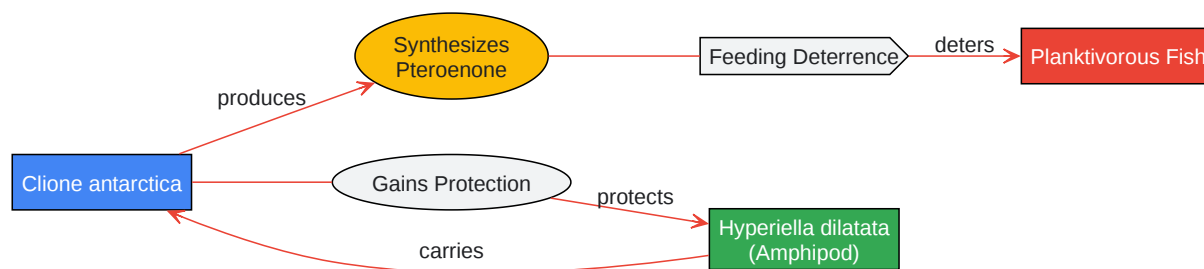 Synthesizes
Pteroenone
Feeding Deterrence
deters
Planktivorous Fish
produces
Clione antarctica
Gains Protection
protects
Hyperiella dilatata
(Amphipod)
carries